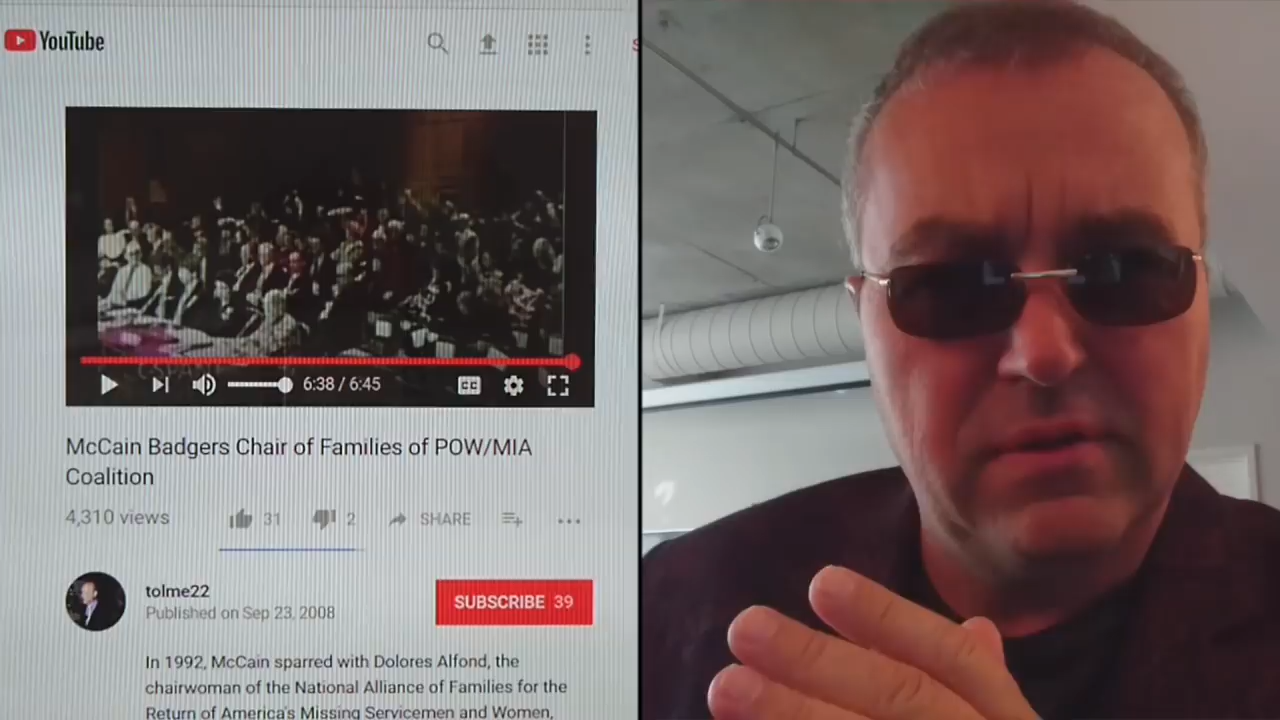 YouTube
6:38 / 6:45
CC
McCain Badgers Chair of Families of POW/MIA
Coalition
4,310 views
31
2
SHARE
tolme22
Published on Sep 23, 2008
SUBSCRIBE 39
In 1992, McCain sparred with Dolores Alfond, the
chairwoman of the National Alliance of Families for the
Return of America's Missing Servicemen and Women,